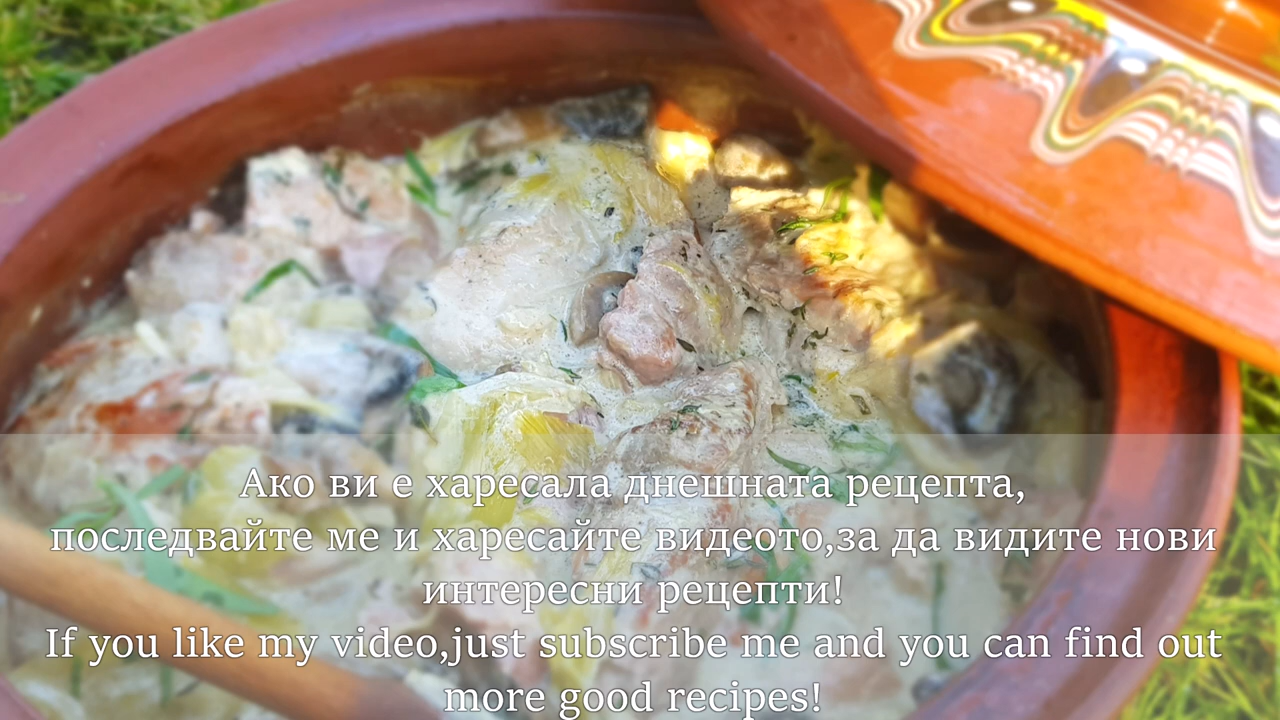 Ако ви е харесала днешната рецепта,
последвайте ме и харесайте видеото,за да видите нови
интересни рецепти!
If you like my video,just subscribe me and you can find out
more good recipes!